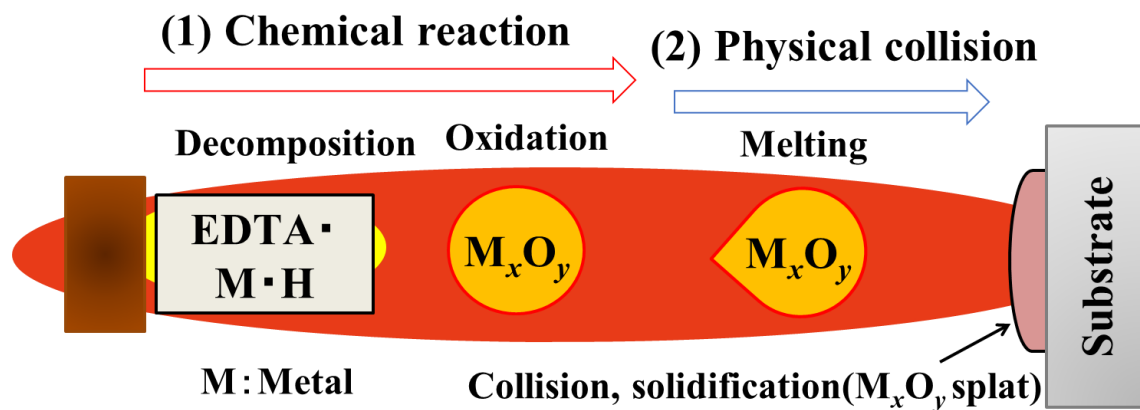 (1) Chemical reaction
(2) Physical collision
Decomposition
Oxidation
Melting
EDTA・
M・H
MxOy
MxOy
Substrate
M：Metal
Collision, solidification(MxOy splat)